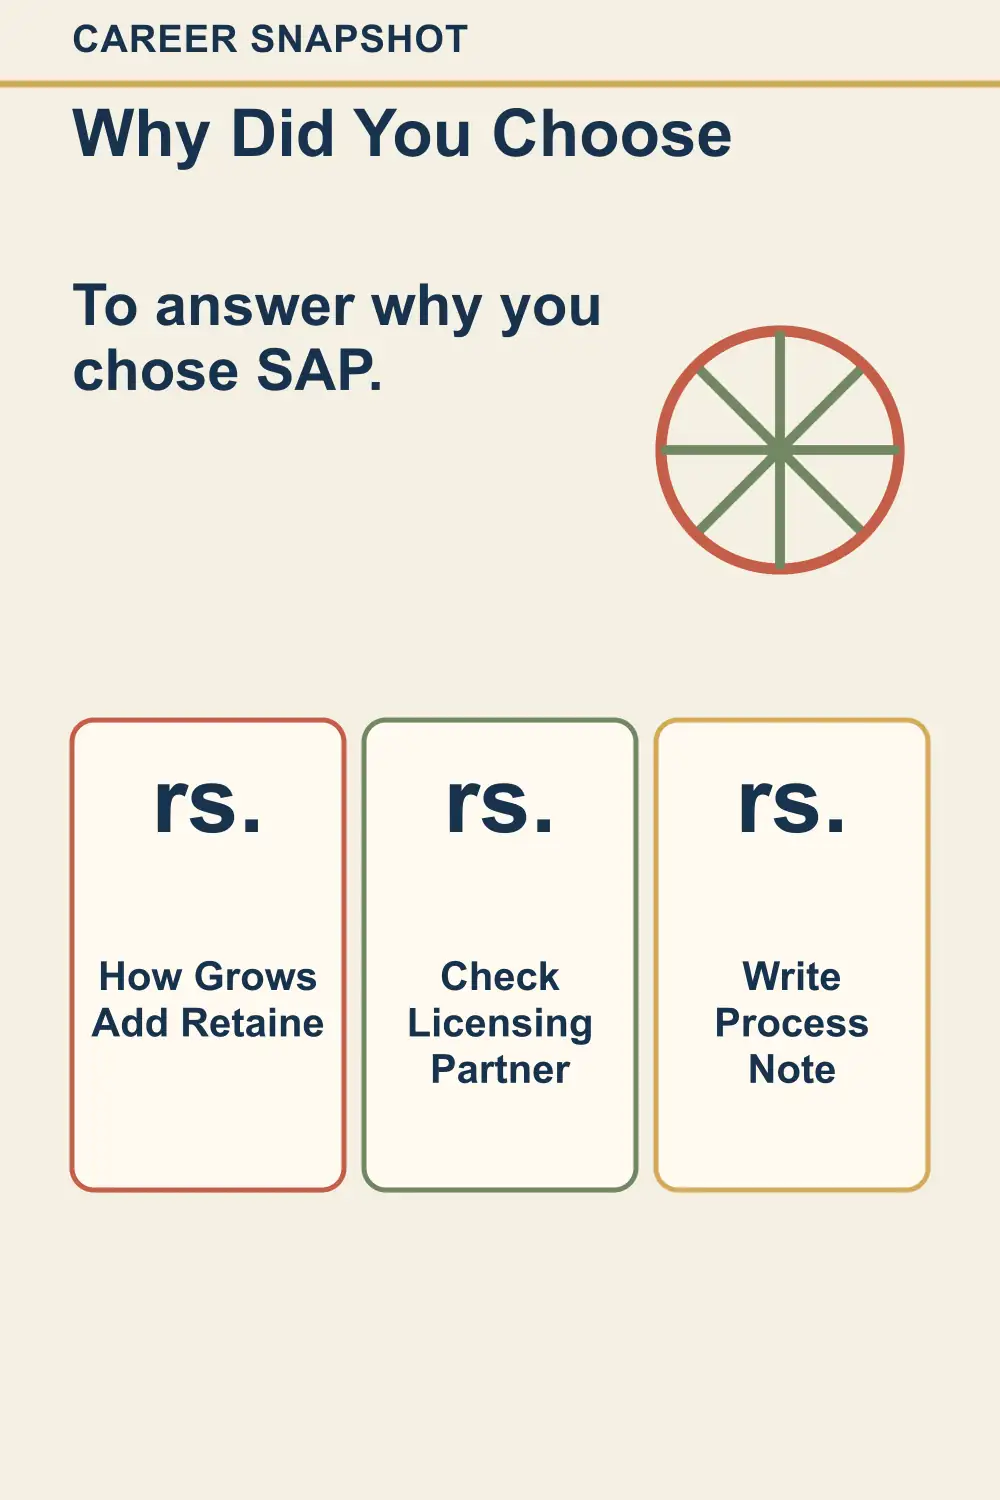 CAREER SNAPSHOT
Why Did You Choose
To answer why you
chose SAP.
rs.
How Grows
Add Retaine
rs.
Check
Licensing
Partner
rs.
Write
Process
Note